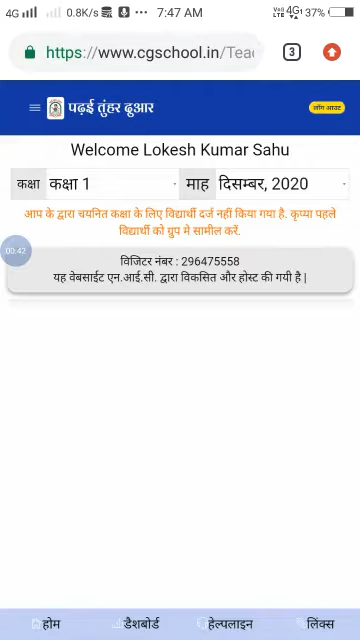 4G 0.8K/s ... 7:47 AM VoLTE 4G 37%
https://www.cgschool.in/Tea
3
पढ़ई तुंहर दुआर
लॉग आउट
Welcome Lokesh Kumar Sahu
कक्षा कक्षा 1 माह दिसम्बर, 2020
आप के द्वारा चयनित कक्षा के लिए विद्यार्थी दर्ज नहीं किया गया है. कृप्या पहले
विद्यार्थी को ग्रुप मे सामील करें.
00:42
विजिटर नंबर : 296475558
यह वेबसाईट एन.आई.सी. द्वारा विकसित और होस्ट की गयी है |
होम डैशबोर्ड हेल्पलाइन लिंक्स